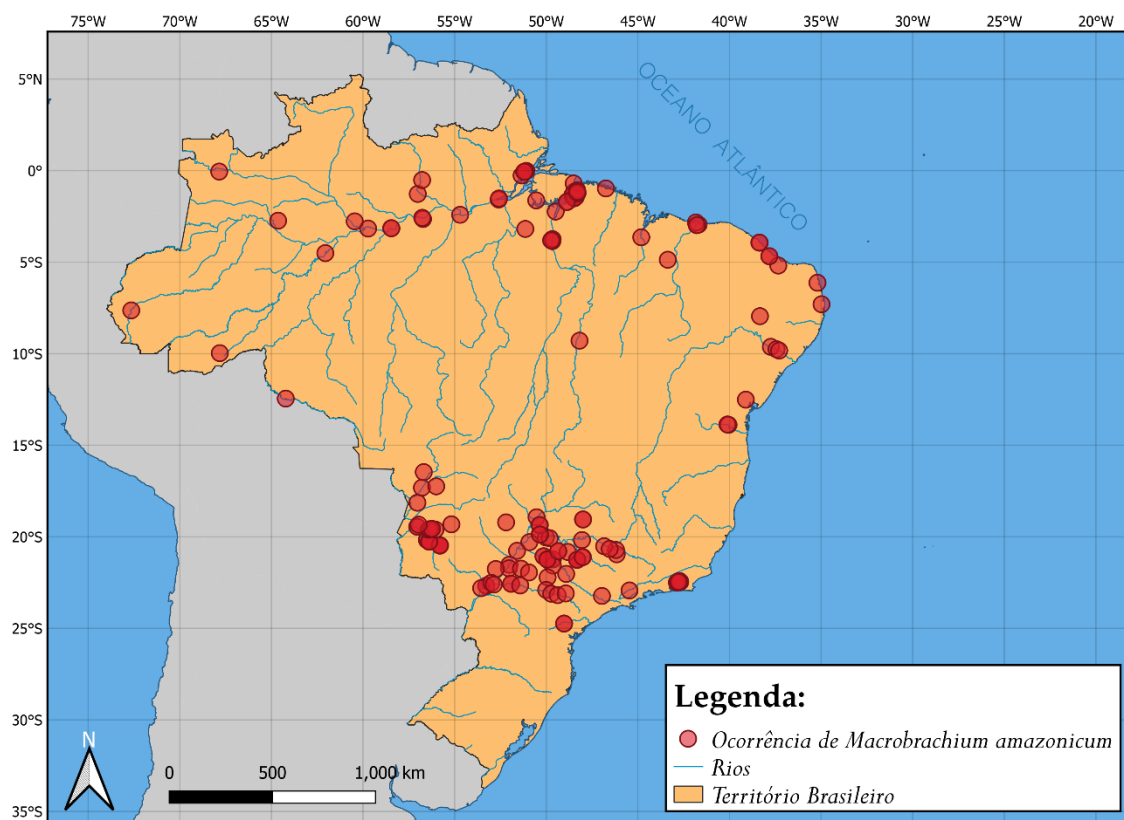 75°W 70°W 65°W 60°W 55°W 50°W 45°W 40°W 35°W 30°W 25°W 20°W
5°N
0°
5°S
10°S
15°S
20°S
25°S
30°S
35°S
OCEANO ATLÂNTICO
N
0 500 1,000 km
Legenda:
Ocorrência de Macrobrachium amazonicum
Rios
Território Brasileiro